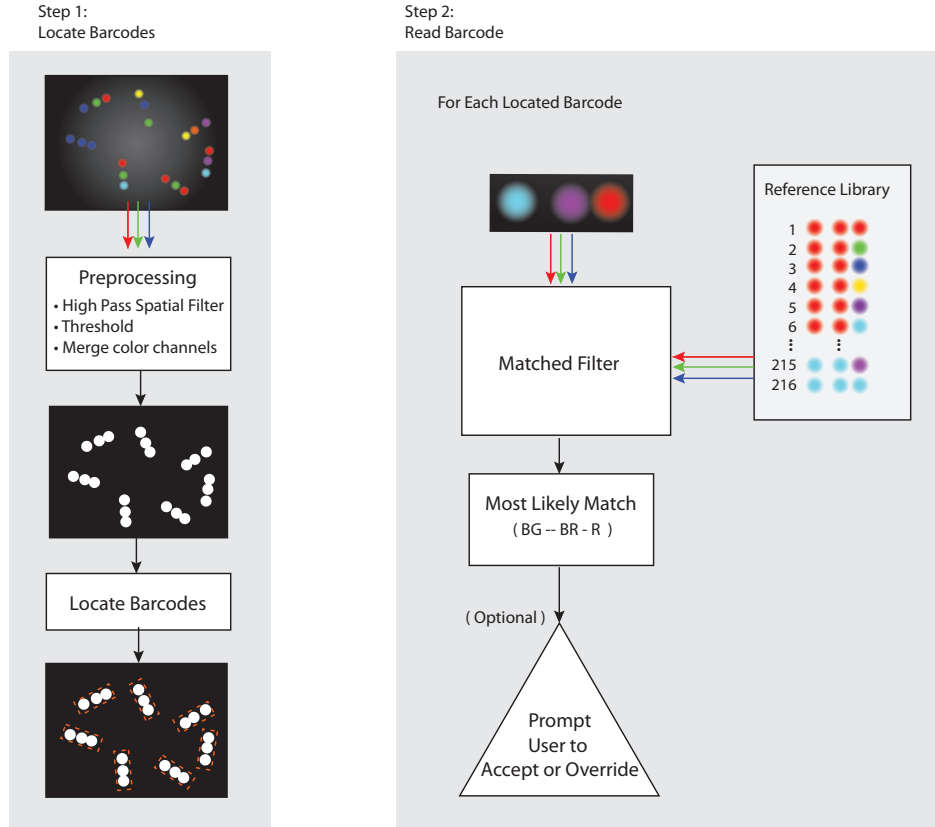 Step 1:
Locate Barcodes
Preprocessing
• High Pass Spatial Filter
• Threshold
• Merge color channels
Locate Barcodes
Step 2:
Read Barcode
For Each Located Barcode
Reference Library
1
2
3
4
5
6
215
216
Matched Filter
Most Likely Match
( BG -- BR - R )
( Optional )
Prompt
User to
Accept or Override